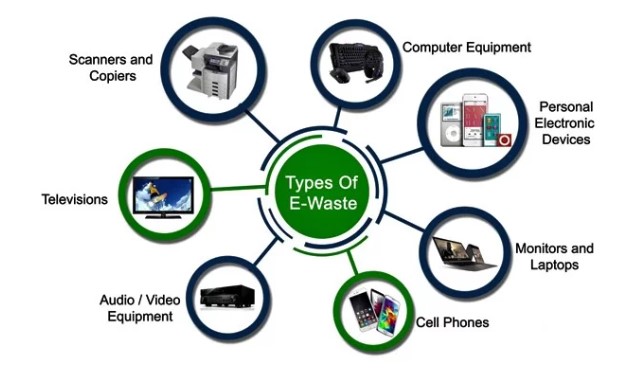 Scanners and
Copiers
Computer Equipment
Personal
Electronic
Devices
Types Of
E-Waste
Televisions
Monitors and
Laptops
Audio / Video
Equipment
Cell Phones